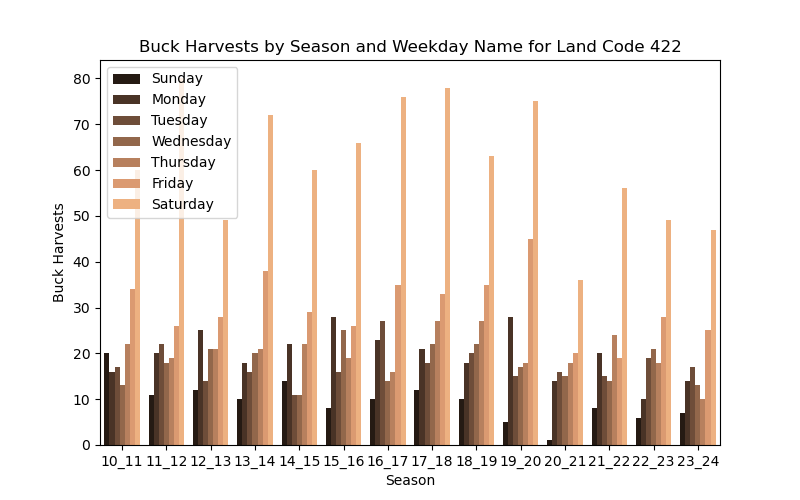 Buck Harvests by Season and Weekday Name for Land Code 422
Buck Harvests
80
70
60
50
40
30
20
10
0
Sunday
Monday
Tuesday
Wednesday
Thursday
Friday
Saturday
10_11 11_12 12_13 13_14 14_15 15_16 16_17 17_18 18_19 19_20 20_21 21_22 22_23 23_24
Season